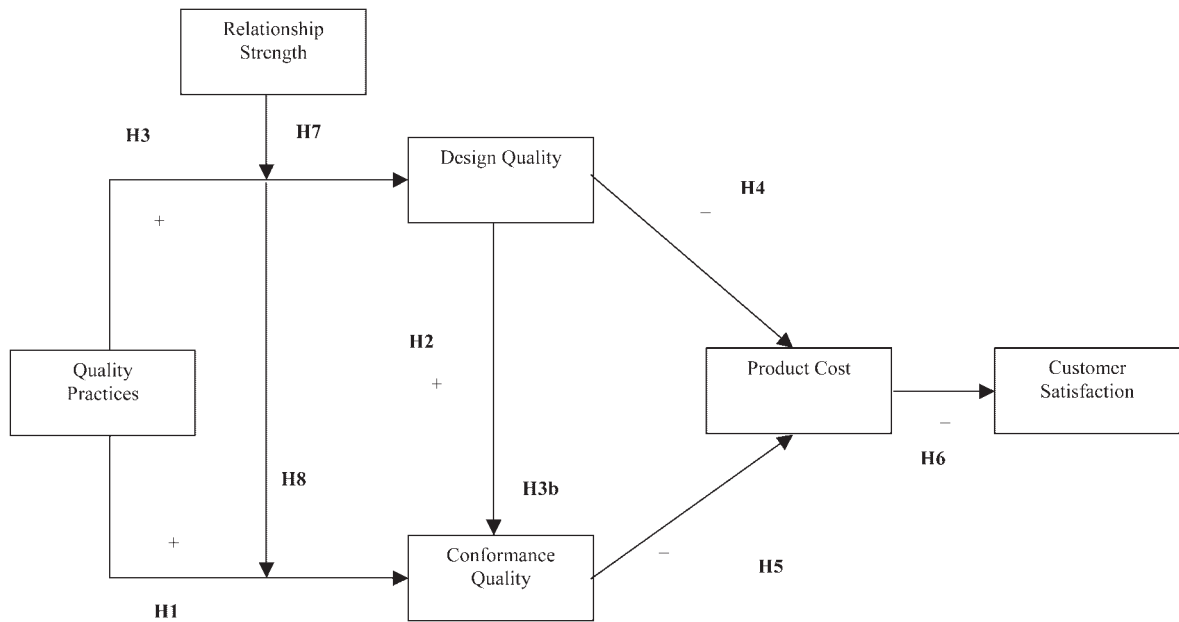 Relationship
Strength
H3
H7
Design Quality
H4
+
–
H2
+
Quality
Practices
Product Cost
Customer
Satisfaction
–
H6
H8
H3b
+
Conformance
Quality
–
H5
H1